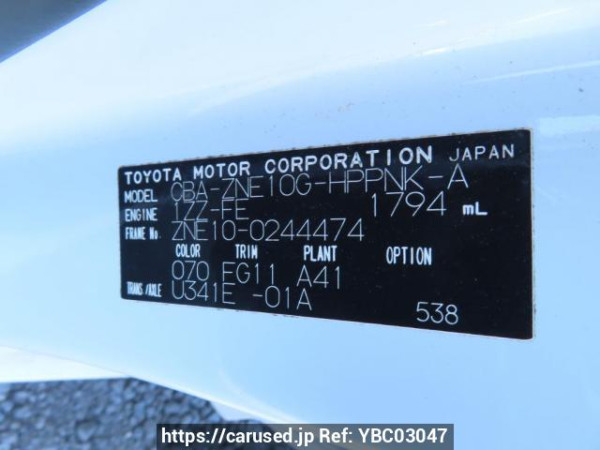 TOYOTA MOTOR CORPORATION JAPAN
MODEL CBA-ZNE10G-HPPNK-A
ENGINE 1ZZ-FE 1794 mL
FRAME No. ZNE10-0244474
COLOR TRIM PLANT OPTION
070 FG11 A41
TRANS/AXLE U341E -01A
538
https://carused.jp Ref: YBC03047